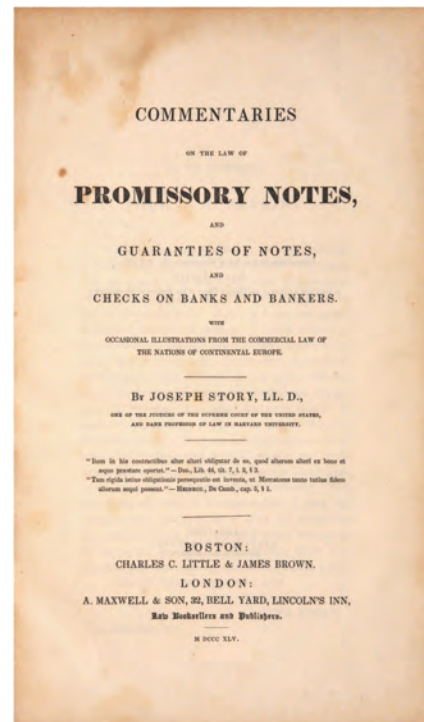 COMMENTARIES
ON THE LAW OF
PROMISSORY NOTES,
AND
GUARANTIES OF NOTES,
AND
CHECKS ON BANKS AND BANKERS.
WITH
OCCASIONAL ILLUSTRATIONS FROM THE COMMERCIAL LAW OF
THE NATIONS OF CONTINENTAL EUROPE.
BY JOSEPH STORY, LL. D.,
ONE OF THE JUSTICES OF THE SUPREME COURT OF THE UNITED STATES,
AND DANE PROFESSOR OF LAW IN HARVARD UNIVERSITY.
"Item in his contractibus alter alteri obligatur de eo, quod alterum alteri ex bono et
æquo præstare oportet." — DIG., Lib. 44, tit. 7, l. 2, § 3.
"Tam rigida istius obligationis persequutio est inventa, ut Mercatores tanto tutius fidem
aliorum sequi possent." — HEINECC., De Camb., cap. 5, § 1.
BOSTON:
CHARLES C. LITTLE & JAMES BROWN.
LONDON:
A. MAXWELL & SON, 32, BELL YARD, LINCOLN'S INN,
Law Booksellers and Publishers.
M DCCC XLV.